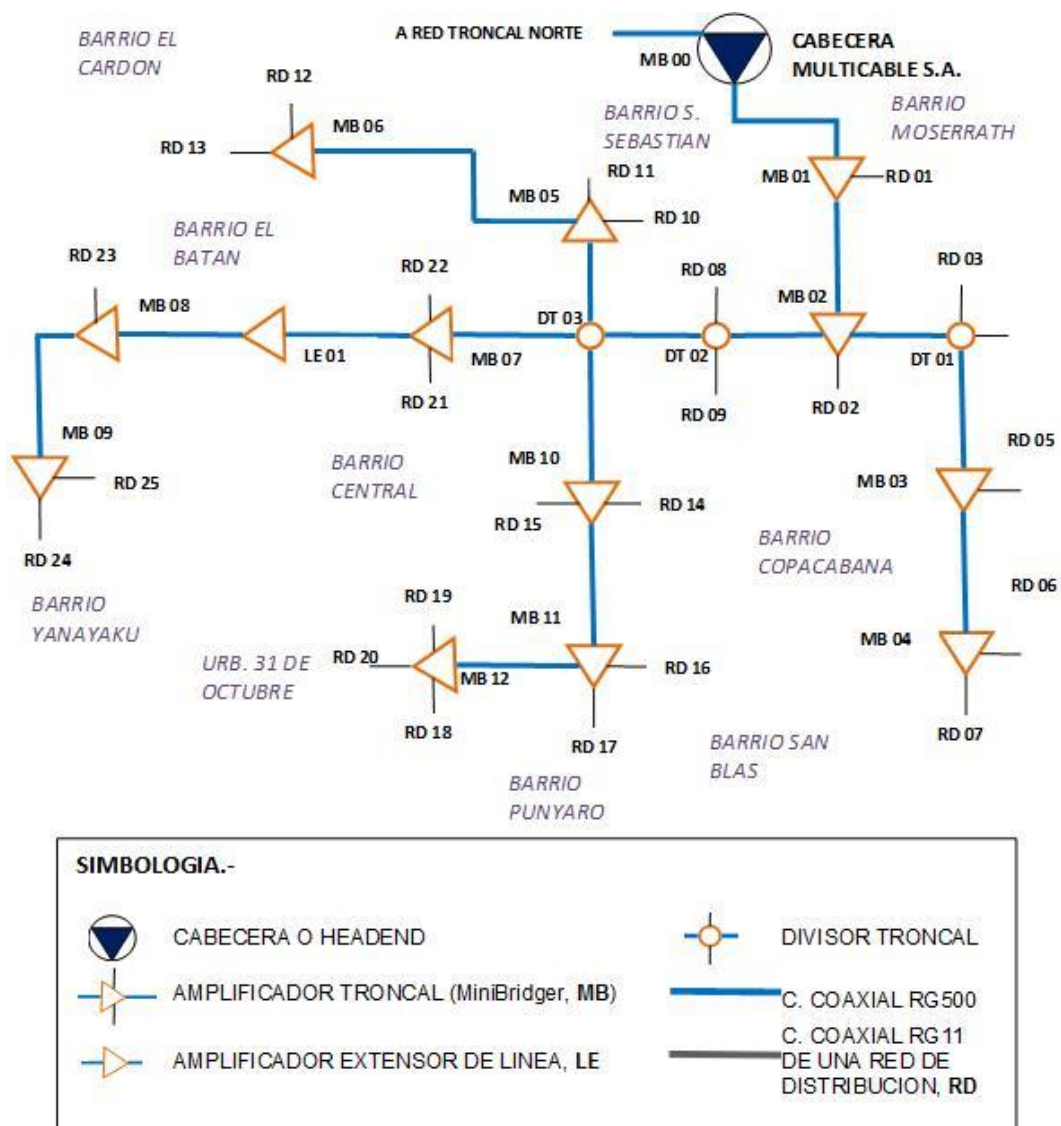 BARRIO EL
CARDON
A RED TRONCAL NORTE
MB 00
CABECERA
MULTICABLE S.A.
RD 12
MB 06
RD 13
BARRIO S.
SEBASTIAN
BARRIO
MOSERRATH
RD 11
MB 05
RD 10
MB 01
RD 01
BARRIO EL
BATAN
RD 23
MB 08
RD 22
RD 08
MB 02
RD 03
DT 03
LE 01
MB 07
DT 02
DT 01
RD 21
RD 09
RD 02
MB 09
RD 25
RD 24
BARRIO
YANAYAKU
BARRIO
CENTRAL
MB 10
RD 15
RD 14
RD 05
MB 03
BARRIO
COPACABANA
RD 06
MB 04
RD 07
RD 19
MB 11
URB. 31 DE
OCTUBRE
RD 20
MB 12
RD 16
RD 18
RD 17
BARRIO SAN
BLAS
BARRIO
PUNYARO
SIMBOLOGIA.-
CABECERA O HEADEND
DIVISOR TRONCAL
AMPLIFICADOR TRONCAL (MiniBridger, MB)
C. COAXIAL RG500
AMPLIFICADOR EXTENSOR DE LINEA, LE
C. COAXIAL RG11
DE UNA RED DE
DISTRIBUCION, RD